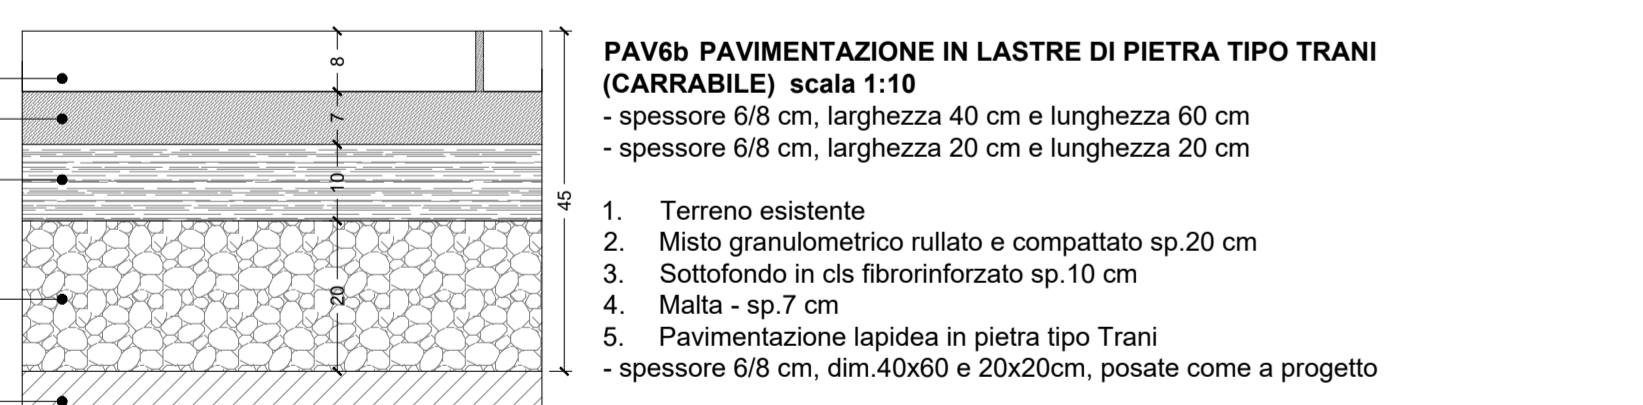 PAV6b PAVIMENTAZIONE IN LASTRE DI PIETRA TIPO TRANI
(CARRABILE) scala 1:10
- spessore 6/8 cm, larghezza 40 cm e lunghezza 60 cm
- spessore 6/8 cm, larghezza 20 cm e lunghezza 20 cm
1. Terreno esistente
2. Misto granulometrico rullato e compattato sp.20 cm
3. Sottofondo in cls fibrorinforzato sp.10 cm
4. Malta - sp.7 cm
5. Pavimentazione lapidea in pietra tipo Trani
- spessore 6/8 cm, dim.40x60 e 20x20cm, posate come a progetto
8
7
10
20
45